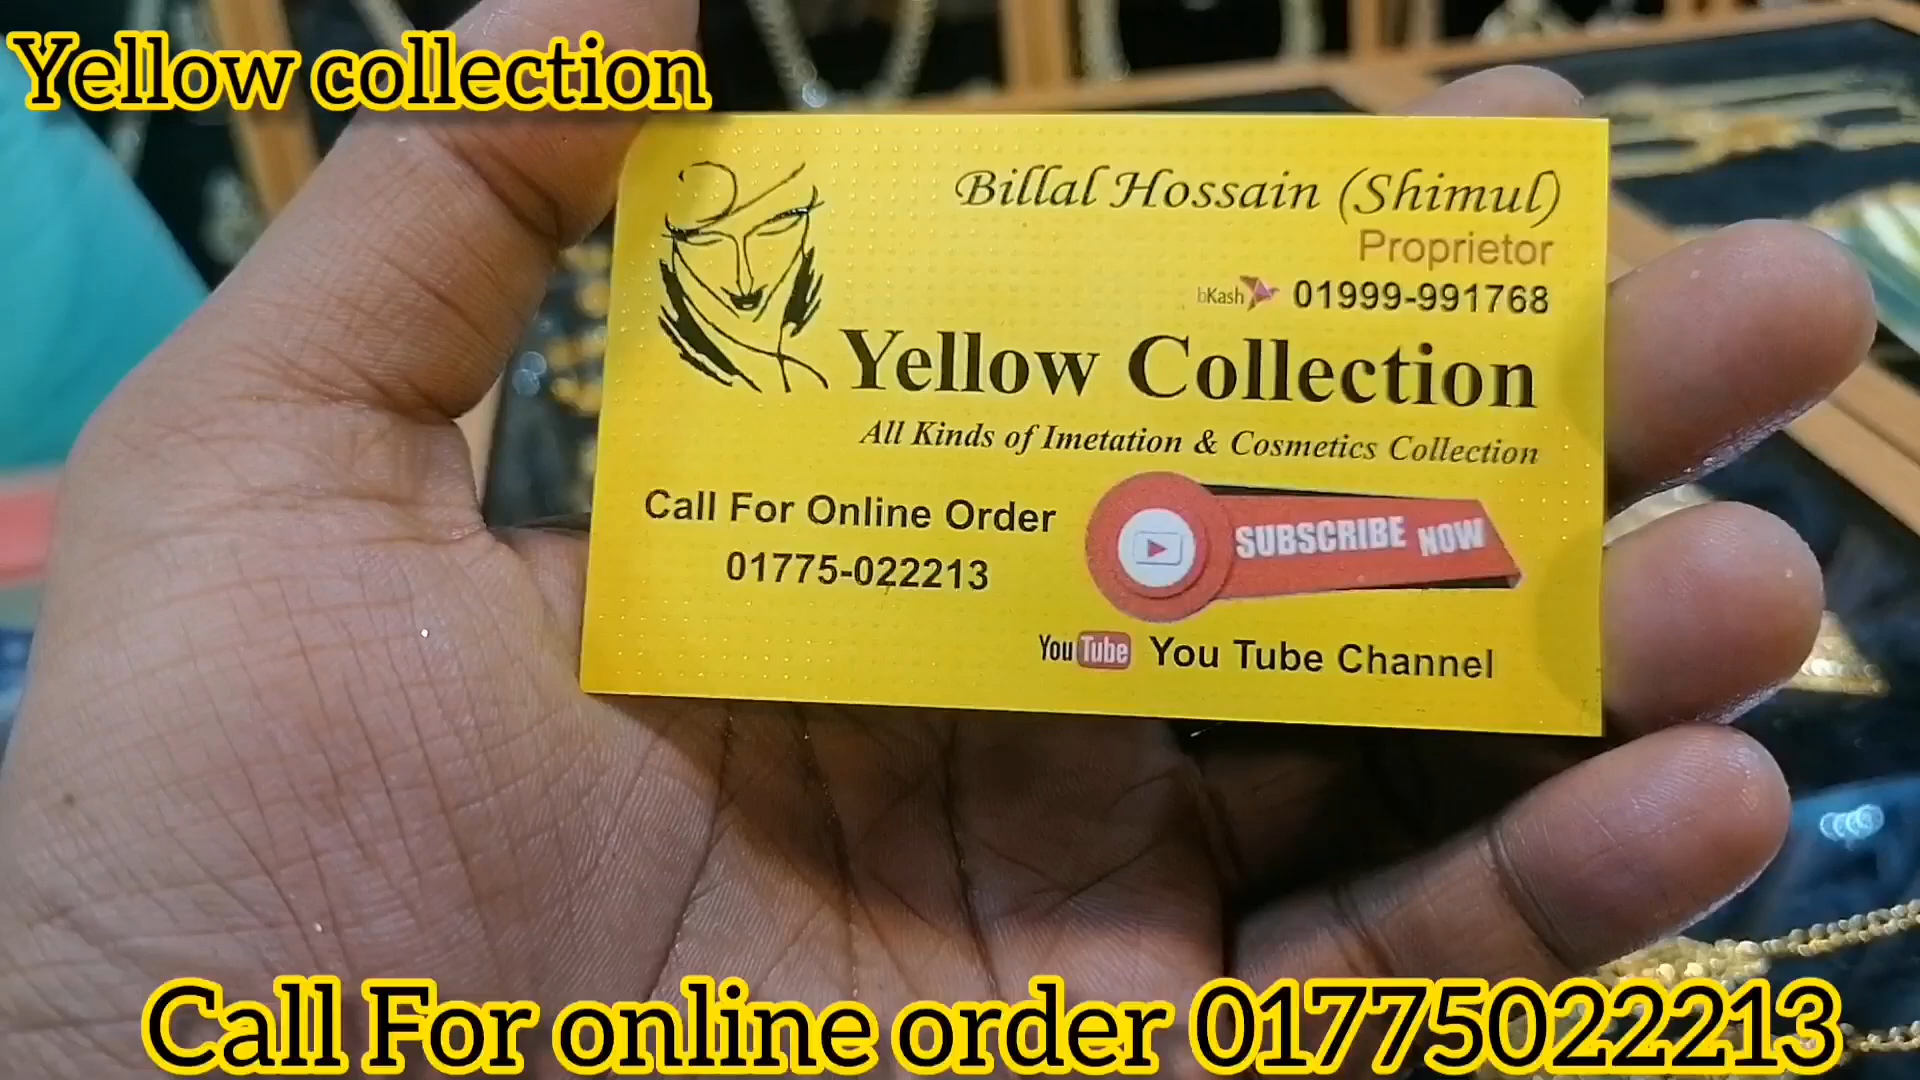 Yellow collection
Billal Hossain (Shimul)
Proprietor
bKash 01999-991768
Yellow Collection
All Kinds of Imetation & Cosmetics Collection
Call For Online Order
01775-022213
SUBSCRIBE NOW
YouTube You Tube Channel
Call For online order 01775022213